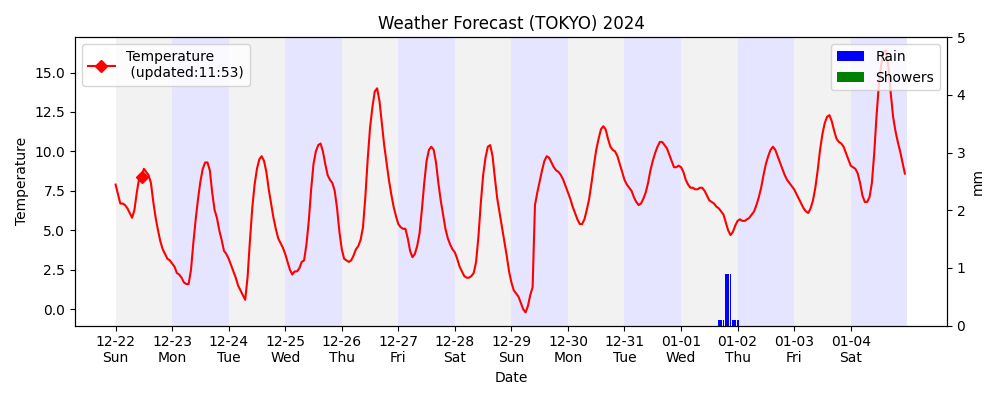 Weather Forecast (TOKYO) 2024
Temperature
(updated:11:53)
Rain
Showers
Temperature
15.0
12.5
10.0
7.5
5.0
2.5
0.0
5
4
3
2
1
0
mm
12-22 12-23 12-24 12-25 12-26 12-27 12-28 12-29 12-30 12-31 01-01 01-02 01-03 01-04
Sun Mon Tue Wed Thu Fri Sat Sun Mon Tue Wed Thu Fri Sat
Date